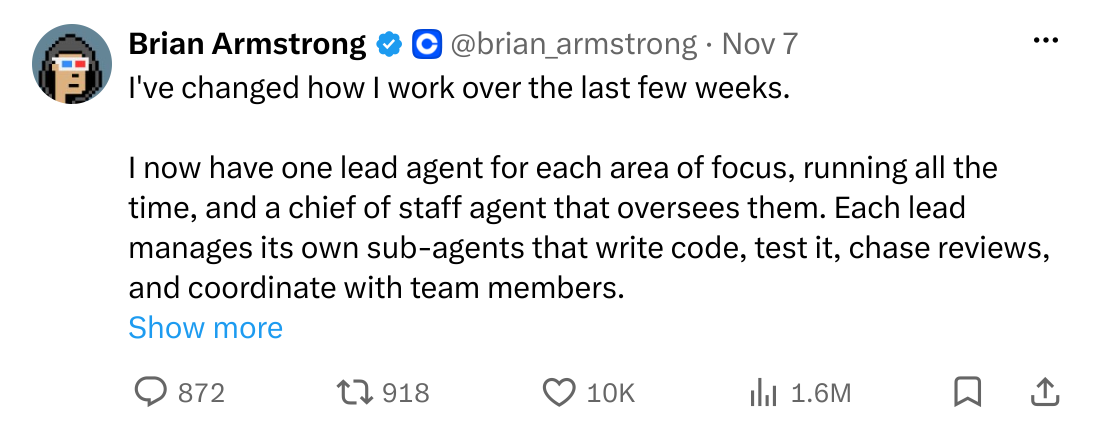 Brian Armstrong @brian_armstrong · Nov 7
I've changed how I work over the last few weeks.
I now have one lead agent for each area of focus, running all the
time, and a chief of staff agent that oversees them. Each lead
manages its own sub-agents that write code, test it, chase reviews,
and coordinate with team members.
Show more
872 918 10K 1.6M